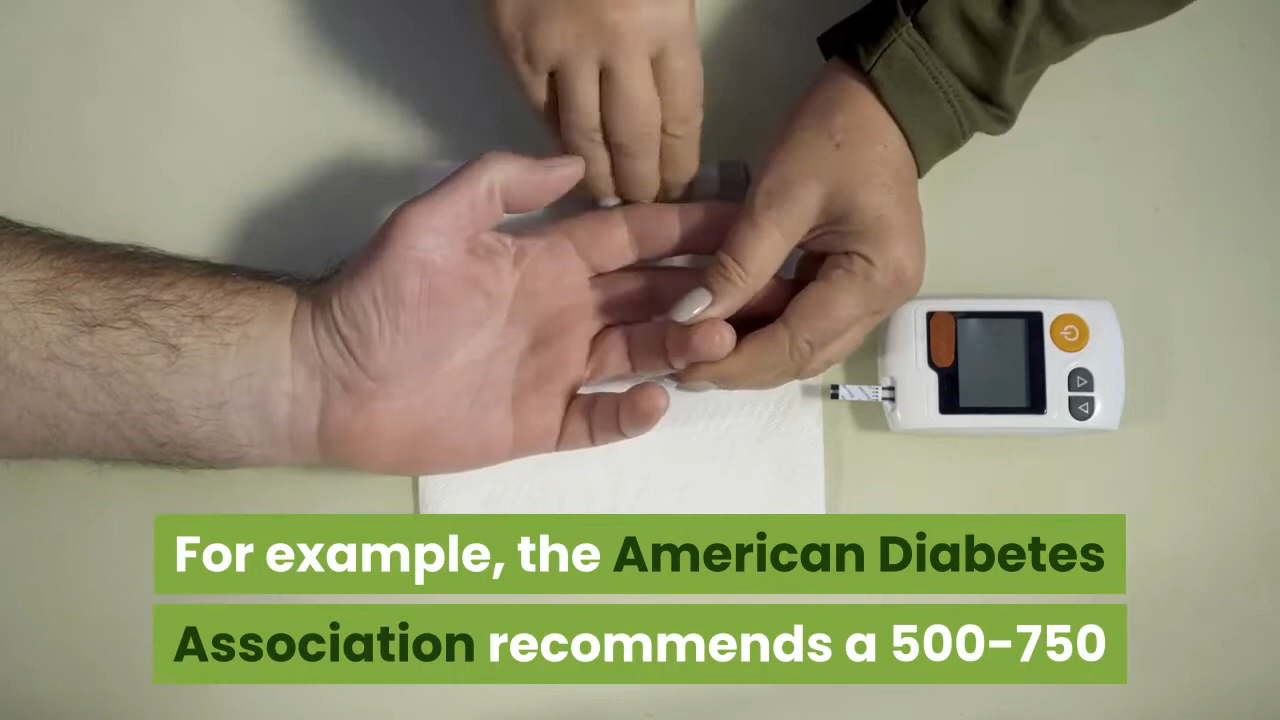 For example, the American Diabetes
Association recommends a 500-750